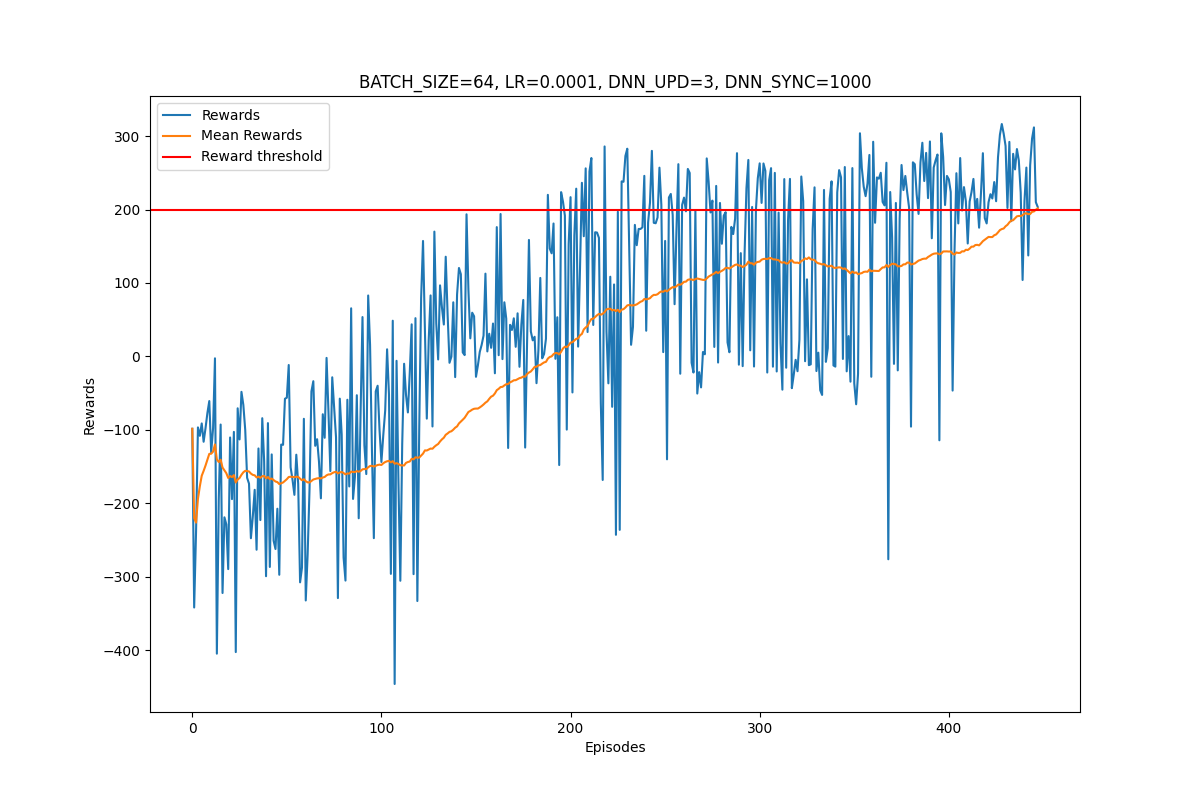 BATCH_SIZE=64, LR=0.0001, DNN_UPD=3, DNN_SYNC=1000
Rewards
Mean Rewards
Reward threshold
300
200
100
0
−100
−200
−300
−400
Rewards
0 100 200 300 400
Episodes